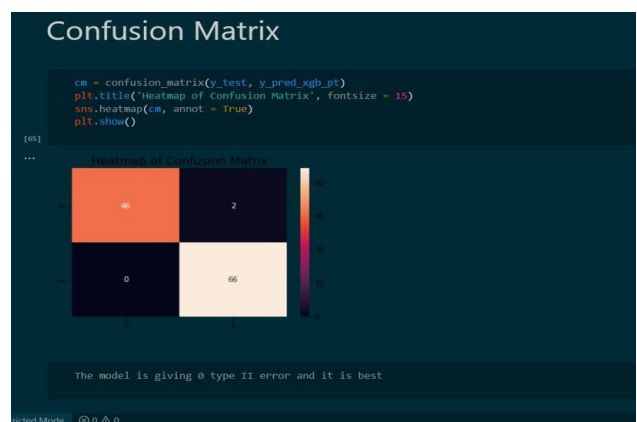 Confusion Matrix
cm = confusion_matrix(y_test, y_pred_xgb_pt)
plt.title('Heatmap of Confusion Matrix', fontsize = 15)
sns.heatmap(cm, annot = True)
plt.show()
[65]
...
Heatmap of Confusion Matrix
46 2
0 66
0 1
The model is giving 0 type II error and it is best
ricted Mode 0 0